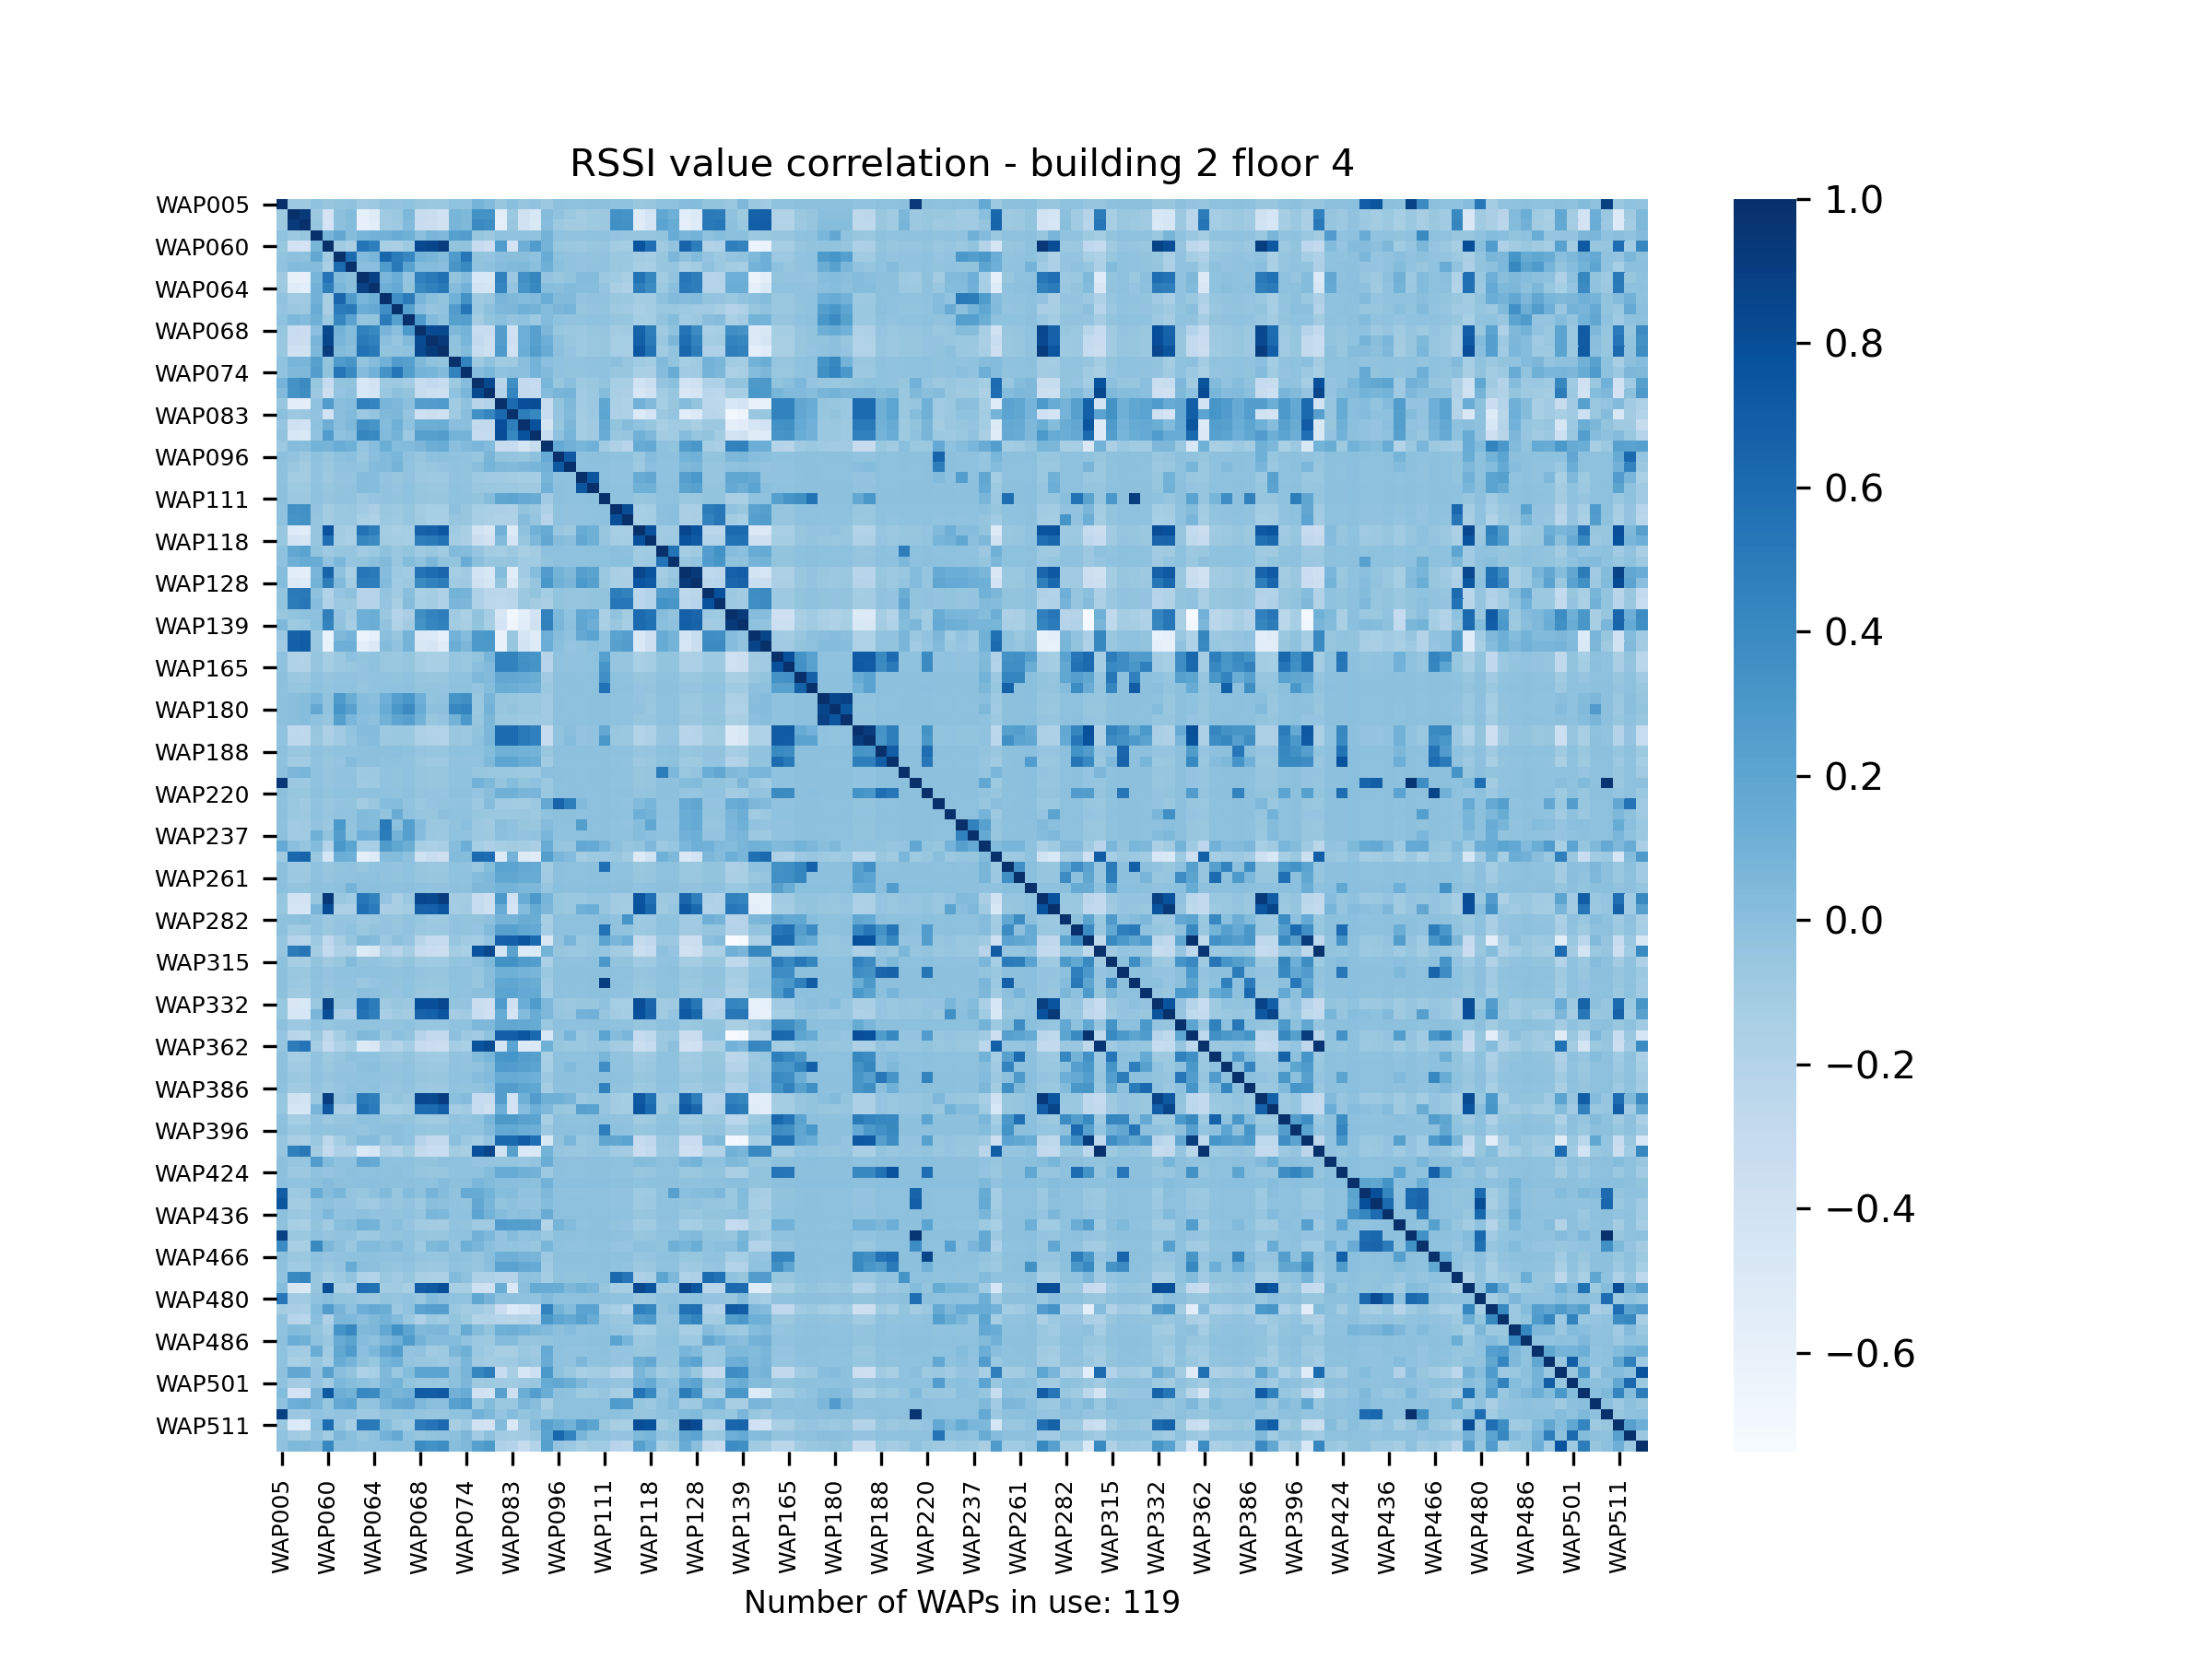 RSSI value correlation - building 2 floor 4
WAP005
WAP060
WAP064
WAP068
WAP074
WAP083
WAP096
WAP111
WAP118
WAP128
WAP139
WAP165
WAP180
WAP188
WAP220
WAP237
WAP261
WAP282
WAP315
WAP332
WAP362
WAP386
WAP396
WAP424
WAP436
WAP466
WAP480
WAP486
WAP501
WAP511
WAP005 WAP060 WAP064 WAP068 WAP074 WAP083 WAP096 WAP111 WAP118 WAP128 WAP139 WAP165 WAP180 WAP188 WAP220 WAP237 WAP261 WAP282 WAP315 WAP332 WAP362 WAP386 WAP396 WAP424 WAP436 WAP466 WAP480 WAP486 WAP501 WAP511
Number of WAPs in use: 119
1.0
0.8
0.6
0.4
0.2
0.0
−0.2
−0.4
−0.6